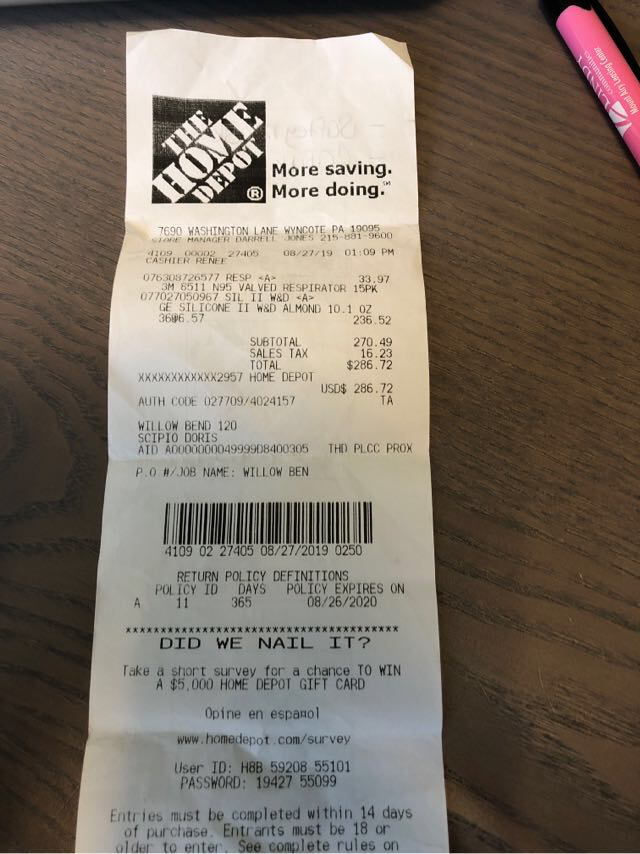 THE
HOME
DEPOT
®
More saving.
More doing.℠
7690 WASHINGTON LANE WYNCOTE PA 19095
STORE MANAGER DARRELL JONES 215-881-9600
4109 00002 27405 08/27/19 01:09 PM
CASHIER RENEE
076308726577 RESP <A> 33.97
3M 8511 N95 VALVED RESPIRATOR 15PK
077027050967 SIL II W&D <A>
GE SILICONE II W&D ALMOND 10.1 OZ
36@6.57 236.52
SUBTOTAL 270.49
SALES TAX 16.23
TOTAL $286.72
XXXXXXXXXXXX2957 HOME DEPOT
USD$ 286.72
AUTH CODE 027709/4024157 TA
WILLOW BEND 120
SCIPIO DORIS
AID A0000000049999D8400305 THD PLCC PROX
P.O #/JOB NAME: WILLOW BEN
4109 02 27405 08/27/2019 0250
RETURN POLICY DEFINITIONS
POLICY ID DAYS POLICY EXPIRES ON
A 11 365 08/26/2020
****************************************
DID WE NAIL IT?
Take a short survey for a chance TO WIN
A $5,000 HOME DEPOT GIFT CARD
Opine en español
www.homedepot.com/survey
User ID: H8B 59208 55101
PASSWORD: 19427 55099
Entries must be completed within 14 days
of purchase. Entrants must be 18 or
older to enter. See complete rules on
LINDY
communities
Mount Airy Leasing Center